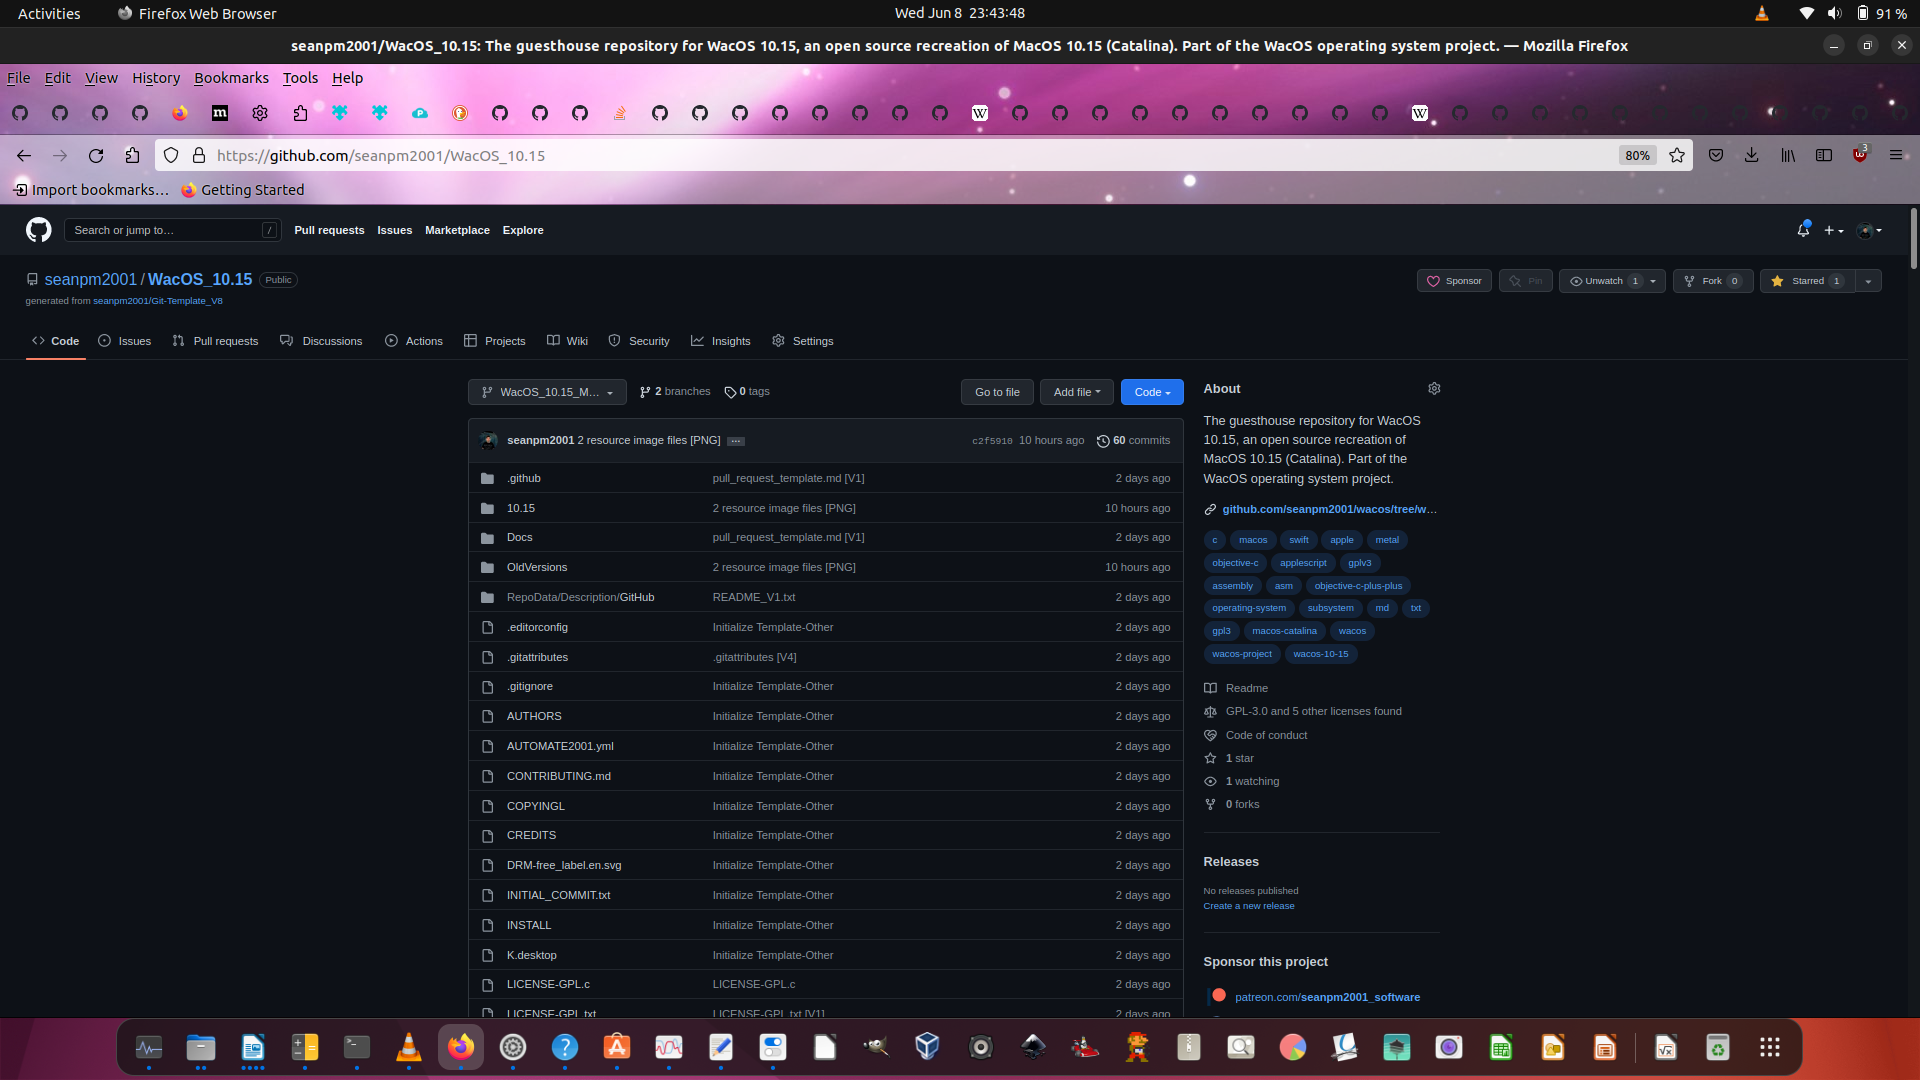 Activities
Firefox Web Browser
Wed Jun 8 23:43:48
91 %
seanpm2001/WacOS_10.15: The guesthouse repository for WacOS 10.15, an open source recreation of MacOS 10.15 (Catalina). Part of the WacOS operating system project. — Mozilla Firefox
File Edit View History Bookmarks Tools Help
https://github.com/seanpm2001/WacOS_10.15
80%
3
Import bookmarks…
Getting Started
Search or jump to…
/
Pull requests
Issues
Marketplace
Explore
seanpm2001 / WacOS_10.15
Public
Sponsor
Pin
Unwatch 1
Fork 0
Starred 1
generated from seanpm2001/Git-Template_V8
Code
Issues
Pull requests
Discussions
Actions
Projects
Wiki
Security
Insights
Settings
WacOS_10.15_M…
2 branches
0 tags
Go to file
Add file
Code
seanpm2001 2 resource image files [PNG] …
c2f5910 10 hours ago
60 commits
.github
pull_request_template.md [V1]
2 days ago
10.15
2 resource image files [PNG]
10 hours ago
Docs
pull_request_template.md [V1]
2 days ago
OldVersions
2 resource image files [PNG]
10 hours ago
RepoData/Description/GitHub
README_V1.txt
2 days ago
.editorconfig
Initialize Template-Other
2 days ago
.gitattributes
.gitattributes [V4]
2 days ago
.gitignore
Initialize Template-Other
2 days ago
AUTHORS
Initialize Template-Other
2 days ago
AUTOMATE2001.yml
Initialize Template-Other
2 days ago
CONTRIBUTING.md
Initialize Template-Other
2 days ago
COPYINGL
Initialize Template-Other
2 days ago
CREDITS
Initialize Template-Other
2 days ago
DRM-free_label.en.svg
Initialize Template-Other
2 days ago
INITIAL_COMMIT.txt
Initialize Template-Other
2 days ago
INSTALL
Initialize Template-Other
2 days ago
K.desktop
Initialize Template-Other
2 days ago
LICENSE-GPL.c
LICENSE-GPL.c
2 days ago
LICENSE-GPL.txt
LICENSE-GPL.txt [V1]
2 days ago
About
The guesthouse repository for WacOS
10.15, an open source recreation of
MacOS 10.15 (Catalina). Part of the
WacOS operating system project.
github.com/seanpm2001/wacos/tree/w…
c macos swift apple metal
objective-c applescript gplv3
assembly asm objective-c-plus-plus
operating-system subsystem md txt
gpl3 macos-catalina wacos
wacos-project wacos-10-15
Readme
GPL-3.0 and 5 other licenses found
Code of conduct
1 star
1 watching
0 forks
Releases
No releases published
Create a new release
Sponsor this project
patreon.com/seanpm2001_software